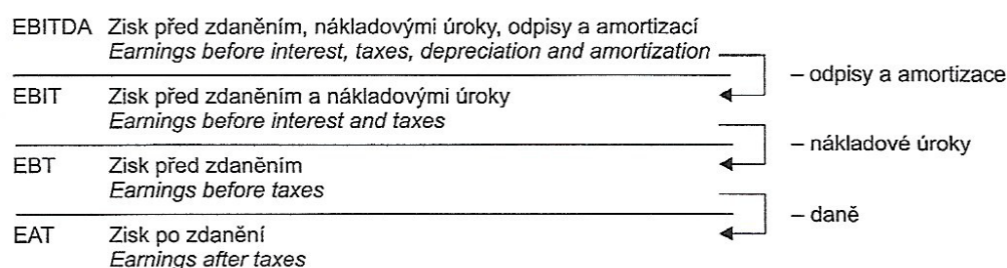 EBITDA Zisk před zdaněním, nákladovými úroky, odpisy a amortizací
Earnings before interest, taxes, depreciation and amortization
– odpisy a amortizace
EBIT Zisk před zdaněním a nákladovými úroky
Earnings before interest and taxes
– nákladové úroky
EBT Zisk před zdaněním
Earnings before taxes
– daně
EAT Zisk po zdanění
Earnings after taxes